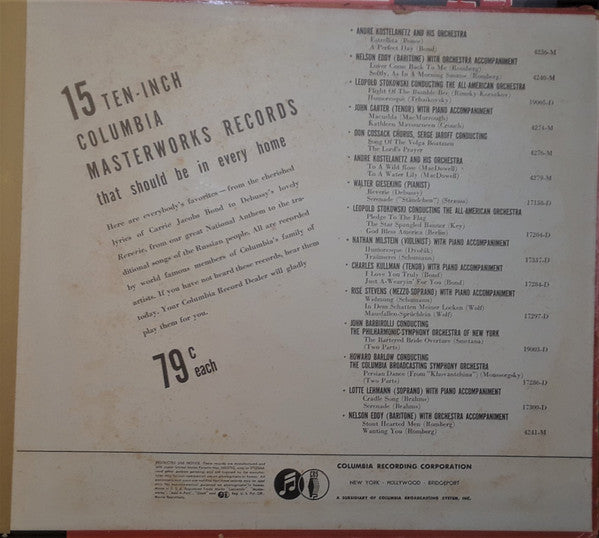 15 TEN-INCH
COLUMBIA
MASTERWORKS RECORDS
that should be in every home
Here are everybody's favorites—from the cherished
lyrics of Carrie Jacobs Bond to Debussy's lovely
Reverie; from our great National Anthem to the tra-
ditional songs of the Russian people. All are recorded
by world famous members of Columbia's family of
artists. If you have not heard these records, hear them
today. Your Columbia Record Dealer will gladly
play them for you.
79c each
• ANDRE KOSTELANETZ AND HIS ORCHESTRA
Estrellita (Ponce)
A Perfect Day (Bond) 4236-M
• NELSON EDDY (BARITONE) WITH ORCHESTRA ACCOMPANIMENT
Lover Come Back To Me (Romberg)
Softly, As In A Morning Sunrise (Romberg) 4240-M
• LEOPOLD STOKOWSKI CONDUCTING THE ALL-AMERICAN ORCHESTRA
Flight Of The Bumble-Bee (Rimsky-Korsakov)
Humoresque (Tchaikovsky) 19005-D
• JOHN CARTER (TENOR) WITH PIANO ACCOMPANIMENT
Macushla (MacMurrough)
Kathleen Mavourneen (Crouch) 4274-M
• DON COSSACK CHORUS, SERGE JAROFF CONDUCTING
Song Of The Volga Boatmen
The Lord's Prayer 4276-M
• ANDRE KOSTELANETZ AND HIS ORCHESTRA
To A Wild Rose (MacDowell)
To A Water Lily (MacDowell) 4279-M
• WALTER GIESEKING (PIANIST)
Reverie (Debussy)
Serenade "Ständchen" (Strauss) 17138-D
• LEOPOLD STOKOWSKI CONDUCTING THE ALL-AMERICAN ORCHESTRA
Pledge To The Flag
The Star Spangled Banner (Key)
God Bless America (Berlin) 17204-D
• NATHAN MILSTEIN (VIOLINIST) WITH PIANO ACCOMPANIMENT
Humoresque (Dvořák)
Träumerei (Schumann)
• CHARLES KULLMAN (TENOR) WITH PIANO ACCOMPANIMENT
I Love You Truly (Bond)
Just A-Wearyin' For You (Bond) 17284-D
• RISË STEVENS (MEZZO-SOPRANO) WITH PIANO ACCOMPANIMENT
Widmung (Schumann)
In Dem Schatten Meiner Locken (Wolf)
Mausfallen-Sprüchlein (Wolf) 17297-D
• JOHN BARBIROLLI CONDUCTING
THE PHILHARMONIC-SYMPHONY ORCHESTRA OF NEW YORK
The Bartered Bride Overture (Smetana)
(Two Parts) 19003-D
• HOWARD BARLOW CONDUCTING
THE COLUMBIA BROADCASTING SYMPHONY ORCHESTRA
Persian Dance (From "Khovantchina") (Moussorgsky)
(Two Parts) 17286-D
• LOTTE LEHMANN (SOPRANO) WITH PIANO ACCOMPANIMENT
Cradle Song (Brahms)
Serenade (Brahms) 17300-D
• NELSON EDDY (BARITONE) WITH ORCHESTRA ACCOMPANIMENT
Stout Hearted Men (Romberg)
Wanting You (Romberg) 4241-M
CBS
COLUMBIA RECORDING CORPORATION
NEW YORK · HOLLYWOOD · BRIDGEPORT
A SUBSIDIARY OF COLUMBIA BROADCASTING SYSTEM, INC.